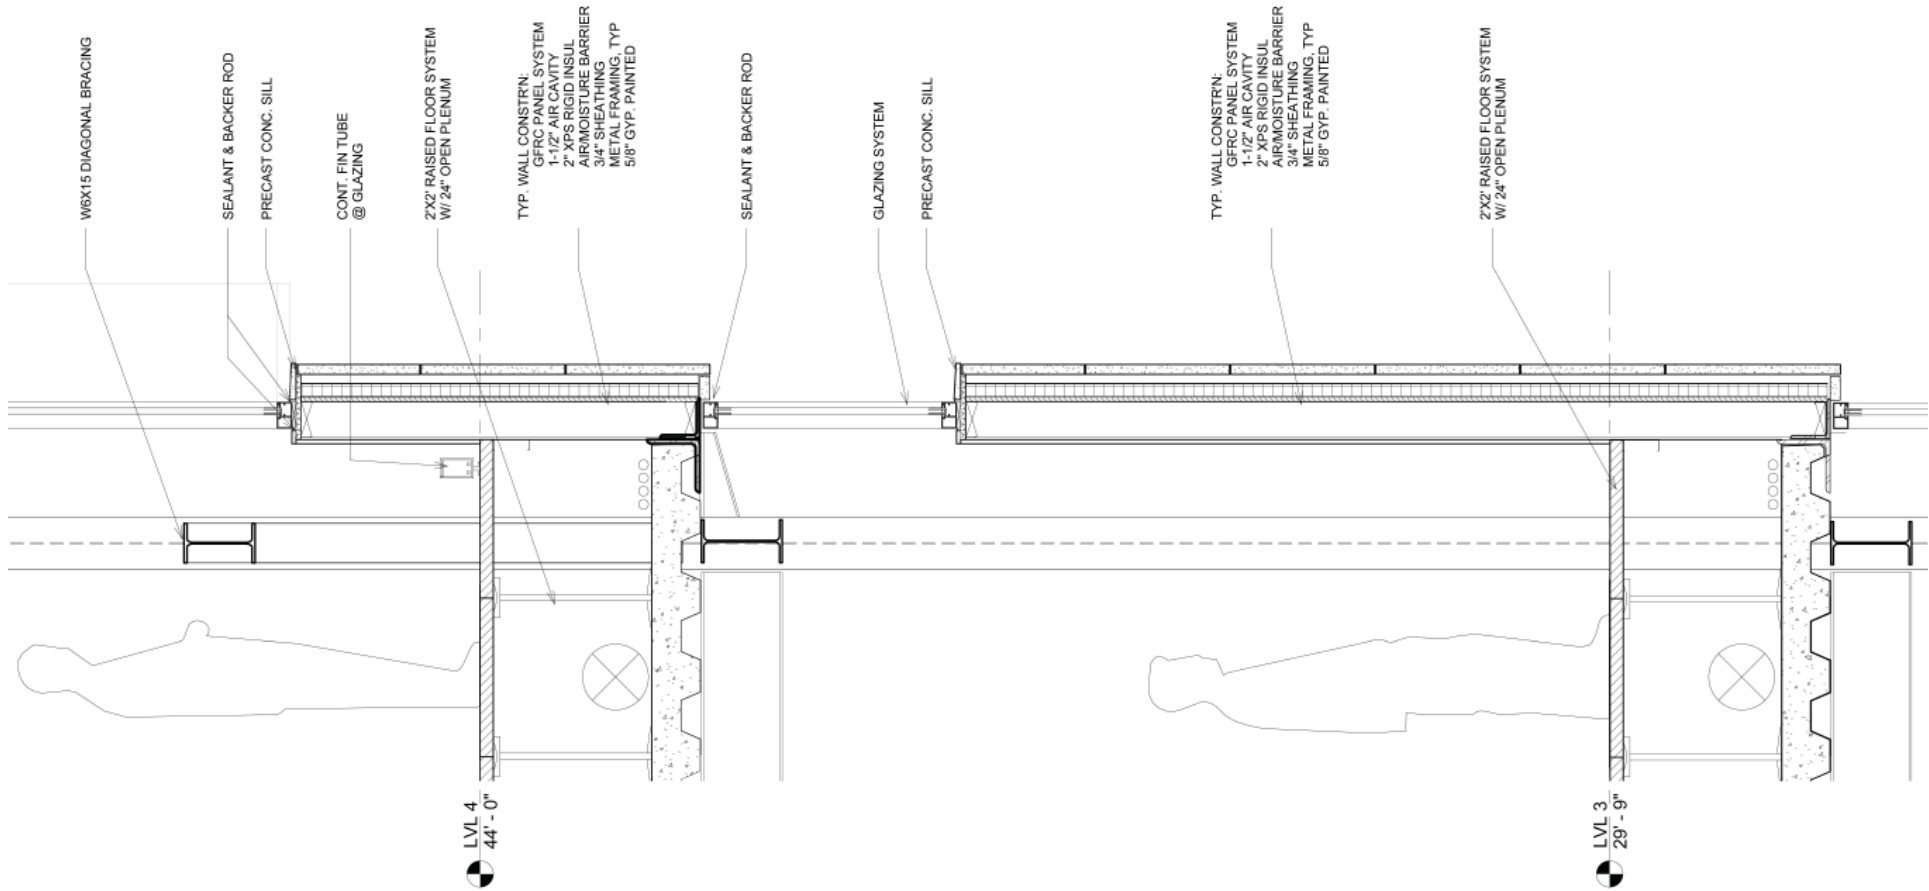 W6X15 DIAGONAL BRACING
SEALANT & BACKER ROD
PRECAST CONC. SILL
CONT. FIN TUBE
@ GLAZING
2'X2' RAISED FLOOR SYSTEM
W/ 24" OPEN PLENUM
TYP. WALL CONSTR'N:
GFRC PANEL SYSTEM
1-1/2" AIR CAVITY
2" XPS RIGID INSUL
AIR/MOISTURE BARRIER
3/4" SHEATHING
METAL FRAMING, TYP
5/8" GYP. PAINTED
SEALANT & BACKER ROD
GLAZING SYSTEM
PRECAST CONC. SILL
TYP. WALL CONSTR'N:
GFRC PANEL SYSTEM
1-1/2" AIR CAVITY
2" XPS RIGID INSUL
AIR/MOISTURE BARRIER
3/4" SHEATHING
METAL FRAMING, TYP
5/8" GYP. PAINTED
2'X2' RAISED FLOOR SYSTEM
W/ 24" OPEN PLENUM
LVL 4
44' - 0"
LVL 3
29' - 9"